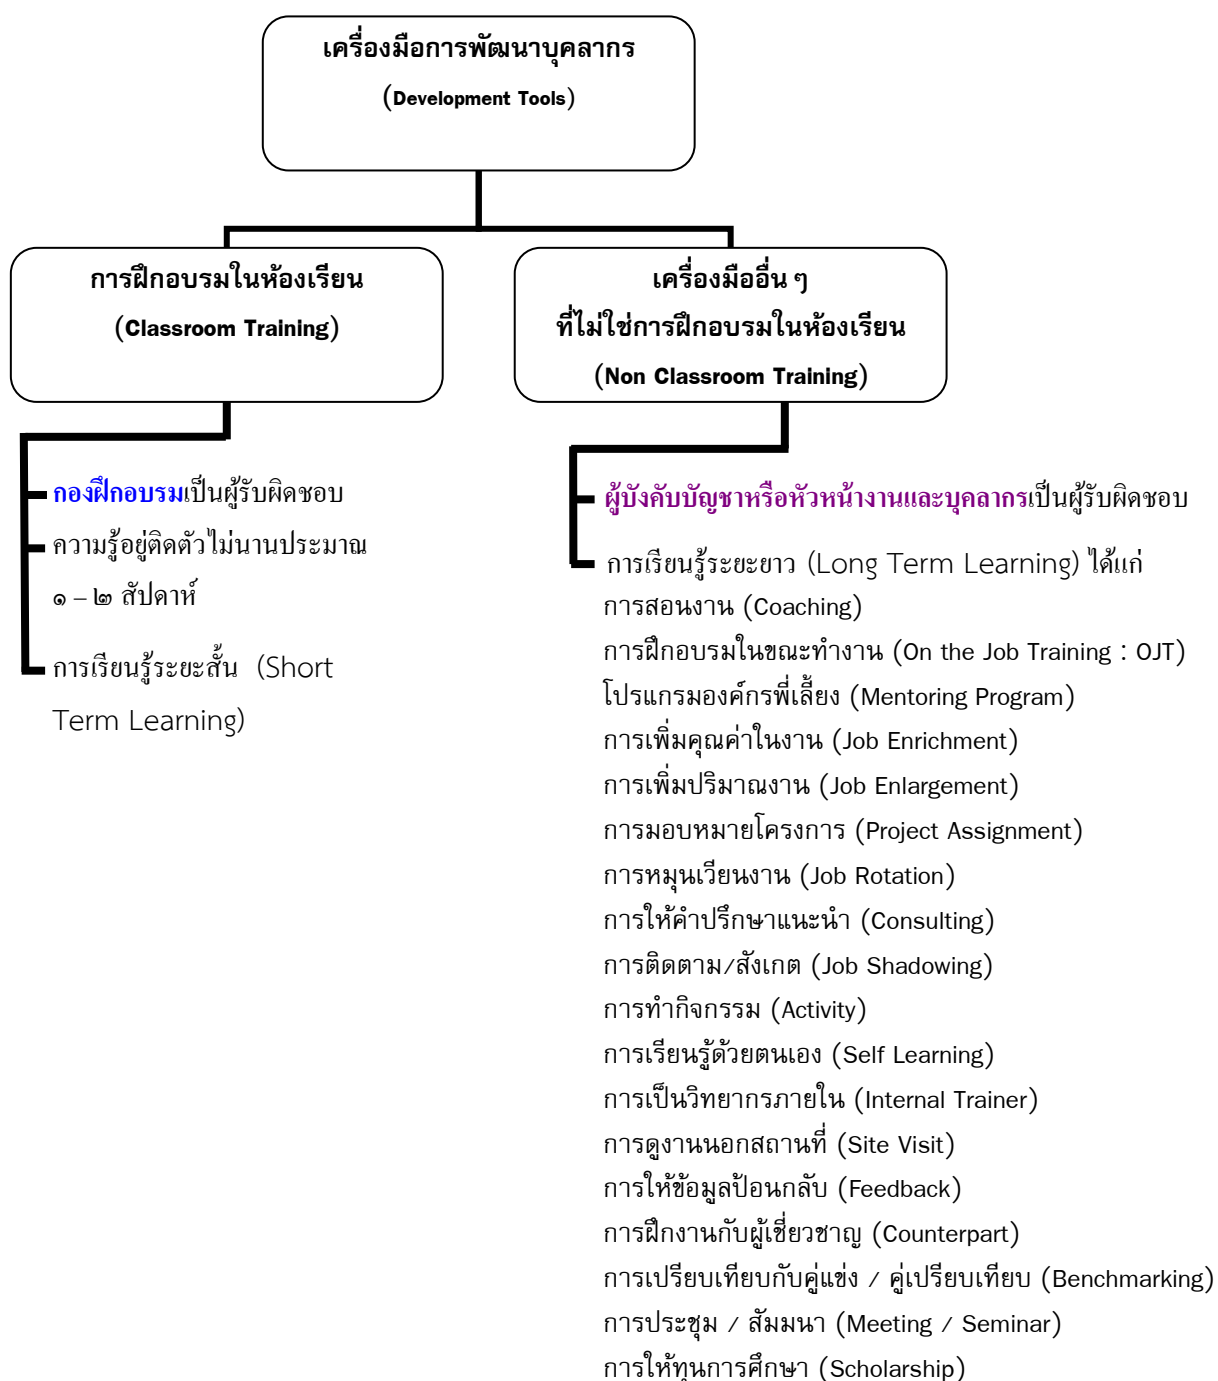 เครื่องมือการพัฒนาบุคลากร
(Development Tools)
การฝึกอบรมในห้องเรียน
(Classroom Training)
เครื่องมืออื่น ๆ
ที่ไม่ใช่การฝึกอบรมในห้องเรียน
(Non Classroom Training)
กองฝึกอบรมเป็นผู้รับผิดชอบ
ความรู้อยู่ติดตัวไม่นานประมาณ
๑ – ๒ สัปดาห์
การเรียนรู้ระยะสั้น (Short
Term Learning)
ผู้บังคับบัญชาหรือหัวหน้างานและบุคลากรเป็นผู้รับผิดชอบ
การเรียนรู้ระยะยาว (Long Term Learning) ได้แก่
การสอนงาน (Coaching)
การฝึกอบรมในขณะทำงาน (On the Job Training : OJT)
โปรแกรมองค์กรพี่เลี้ยง (Mentoring Program)
การเพิ่มคุณค่าในงาน (Job Enrichment)
การเพิ่มปริมาณงาน (Job Enlargement)
การมอบหมายโครงการ (Project Assignment)
การหมุนเวียนงาน (Job Rotation)
การให้คำปรึกษาแนะนำ (Consulting)
การติดตาม/สังเกต (Job Shadowing)
การทำกิจกรรม (Activity)
การเรียนรู้ด้วยตนเอง (Self Learning)
การเป็นวิทยากรภายใน (Internal Trainer)
การดูงานนอกสถานที่ (Site Visit)
การให้ข้อมูลป้อนกลับ (Feedback)
การฝึกงานกับผู้เชี่ยวชาญ (Counterpart)
การเปรียบเทียบกับคู่แข่ง / คู่เปรียบเทียบ (Benchmarking)
การประชุม / สัมมนา (Meeting / Seminar)
การให้ทุนการศึกษา (Scholarship)